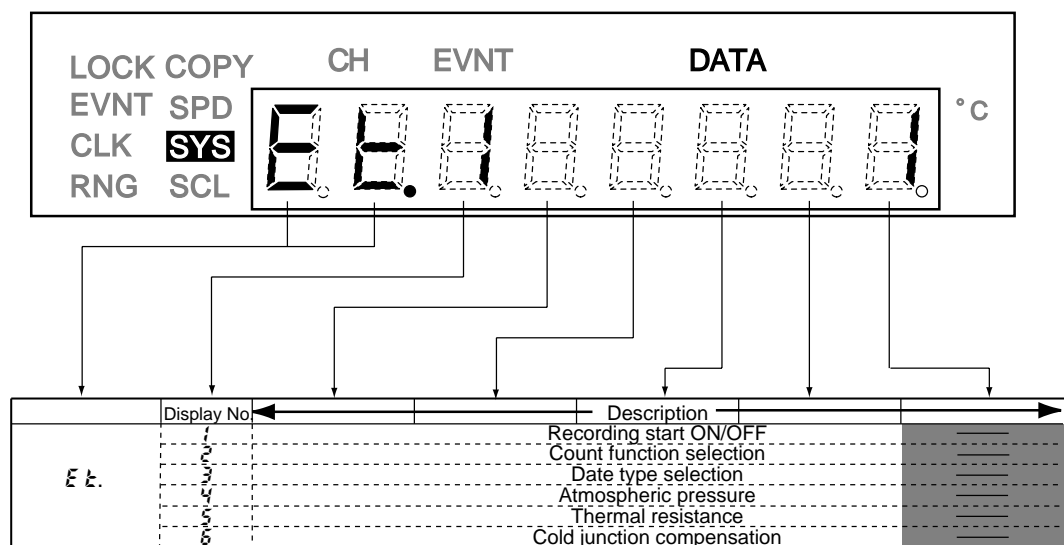 LOCK COPY CH EVNT DATA
EVNT SPD °C
CLK SYS
RNG SCL
Et.1 1
Display No. Description
1 Recording start ON/OFF
2 Count function selection
Et. 3 Date type selection
4 Atmospheric pressure
5 Thermal resistance
6 Cold junction compensation